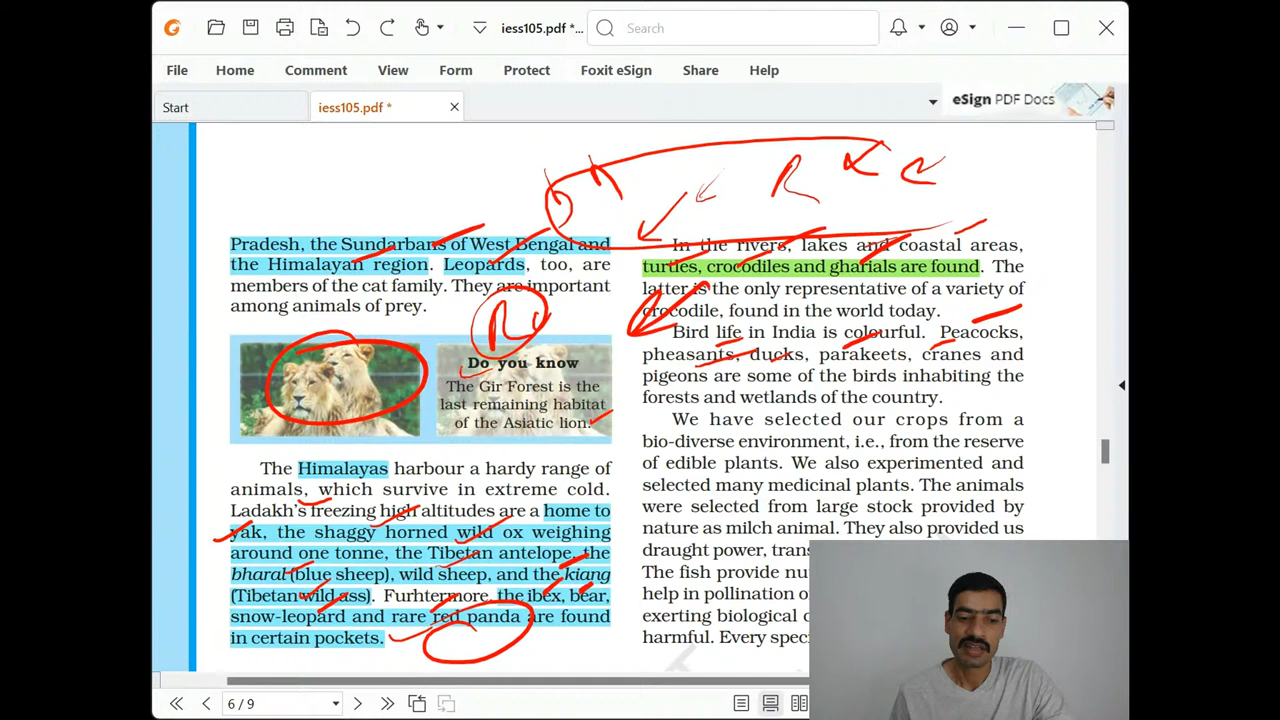 iess105.pdf *...
Search
File Home Comment View Form Protect Foxit eSign Share Help
Start
iess105.pdf *
eSign PDF Docs
Pradesh, the Sundarbans of West Bengal and
the Himalayan region. Leopards, too, are
members of the cat family. They are important
among animals of prey.
Do you know
The Gir Forest is the
last remaining habitat
of the Asiatic lion.
The Himalayas harbour a hardy range of
animals, which survive in extreme cold.
Ladakh's freezing high altitudes are a home to
yak, the shaggy horned wild ox weighing
around one tonne, the Tibetan antelope, the
bharal (blue sheep), wild sheep, and the kiang
(Tibetan wild ass). Furhtermore, the ibex, bear,
snow-leopard and rare red panda are found
in certain pockets.
In the rivers, lakes and coastal areas,
turtles, crocodiles and gharials are found. The
latter is the only representative of a variety of
crocodile, found in the world today.
Bird life in India is colourful. Peacocks,
pheasants, ducks, parakeets, cranes and
pigeons are some of the birds inhabiting the
forests and wetlands of the country.
We have selected our crops from a
bio-diverse environment, i.e., from the reserve
of edible plants. We also experimented and
selected many medicinal plants. The animals
were selected from large stock provided by
nature as milch animal. They also provided us
draught power,
The fish provide
help in pollination
exerting biological
harmful. Every
6 / 9